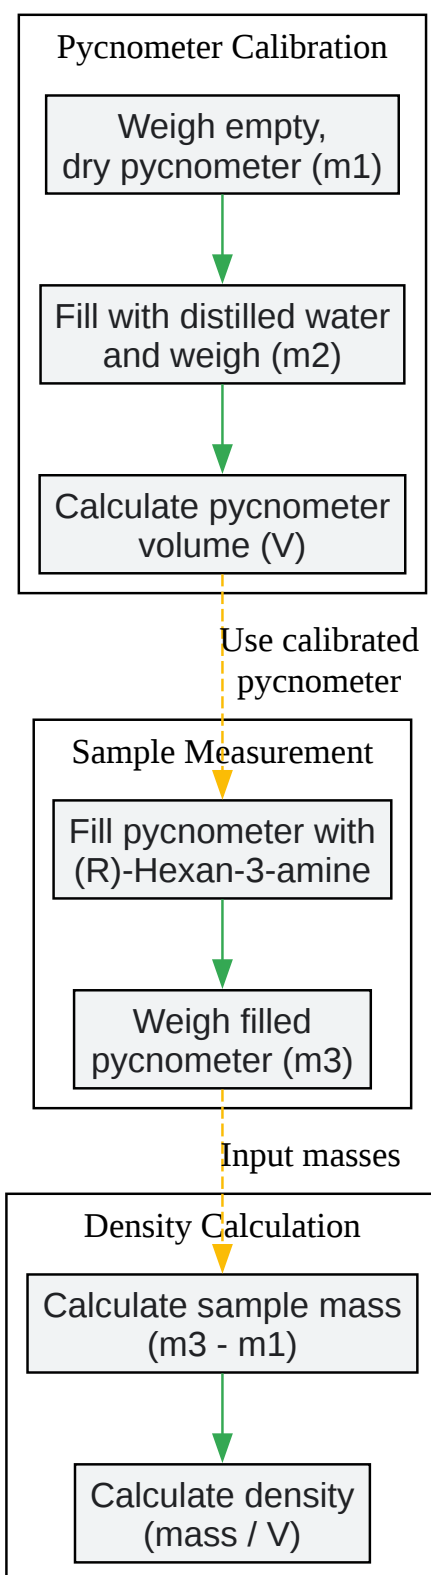 Pycnometer Calibration
Weigh empty,
dry pycnometer (m1)
Fill with distilled water
and weigh (m2)
Calculate pycnometer
volume (V)
Use calibrated
pycnometer
Sample Measurement
Fill pycnometer with
(R)-Hexan-3-amine
Weigh filled
pycnometer (m3)
Input masses
Density Calculation
Calculate sample mass
(m3 - m1)
Calculate density
(mass / V)